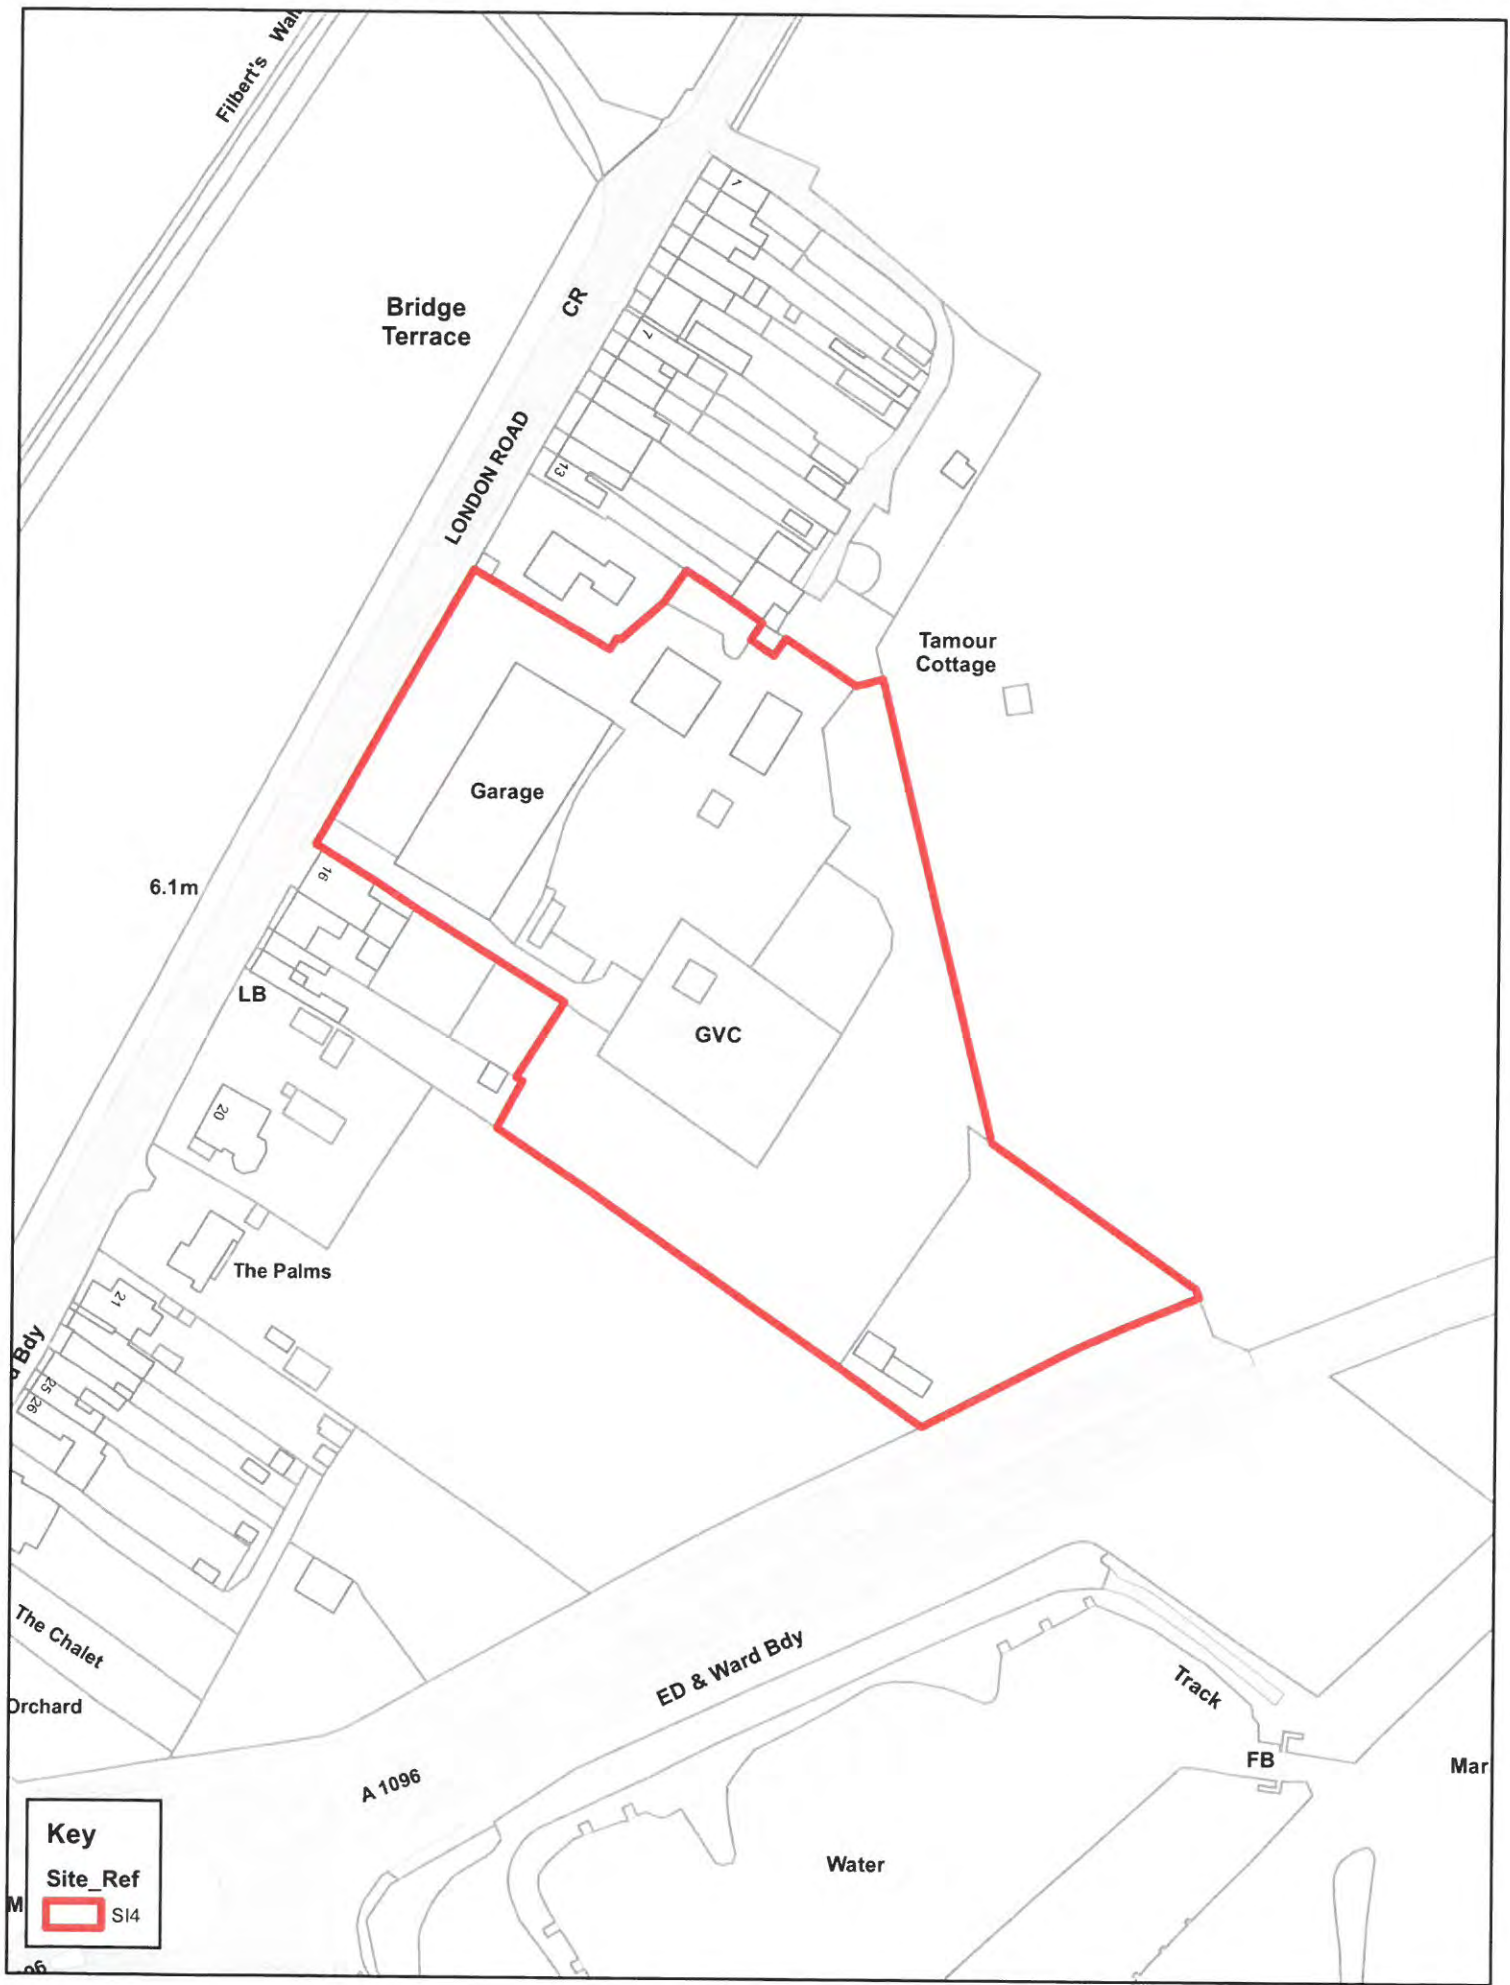 Filbert's
1
Bridge
Terrace
CR
7
LONDON ROAD
13
Tamour
Cottage
Garage
6.1m
16
LB
GVC
20
The Palms
21
Bdy
25
26
The Chalet
Orchard
ED & Ward Bdy
Track
FB
Mar
A 1096
Water
Key
Site_Ref
SI4
M